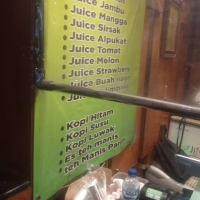 Juice Jambu
Juice Mangga
Juice Sirsak
Juice Alpukat
Juice Tomat
Juice Melon
Juice Strawberry
Juice Buah
• Kopi Hitam
• Kopi Susu
• Kopi Luwak
• Es teh manis
• teh Manis Panas